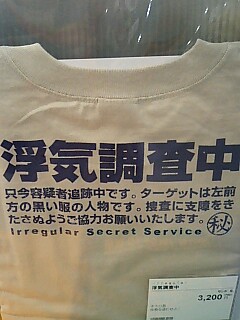 浮気調査中
只今容疑者追跡中です。ターゲットは左前
方の黒い服の人物です。捜査に支障をき
たさぬようご協力お願いいたします。
Irregular Secret Service
㊙
浮気調査中
3,200